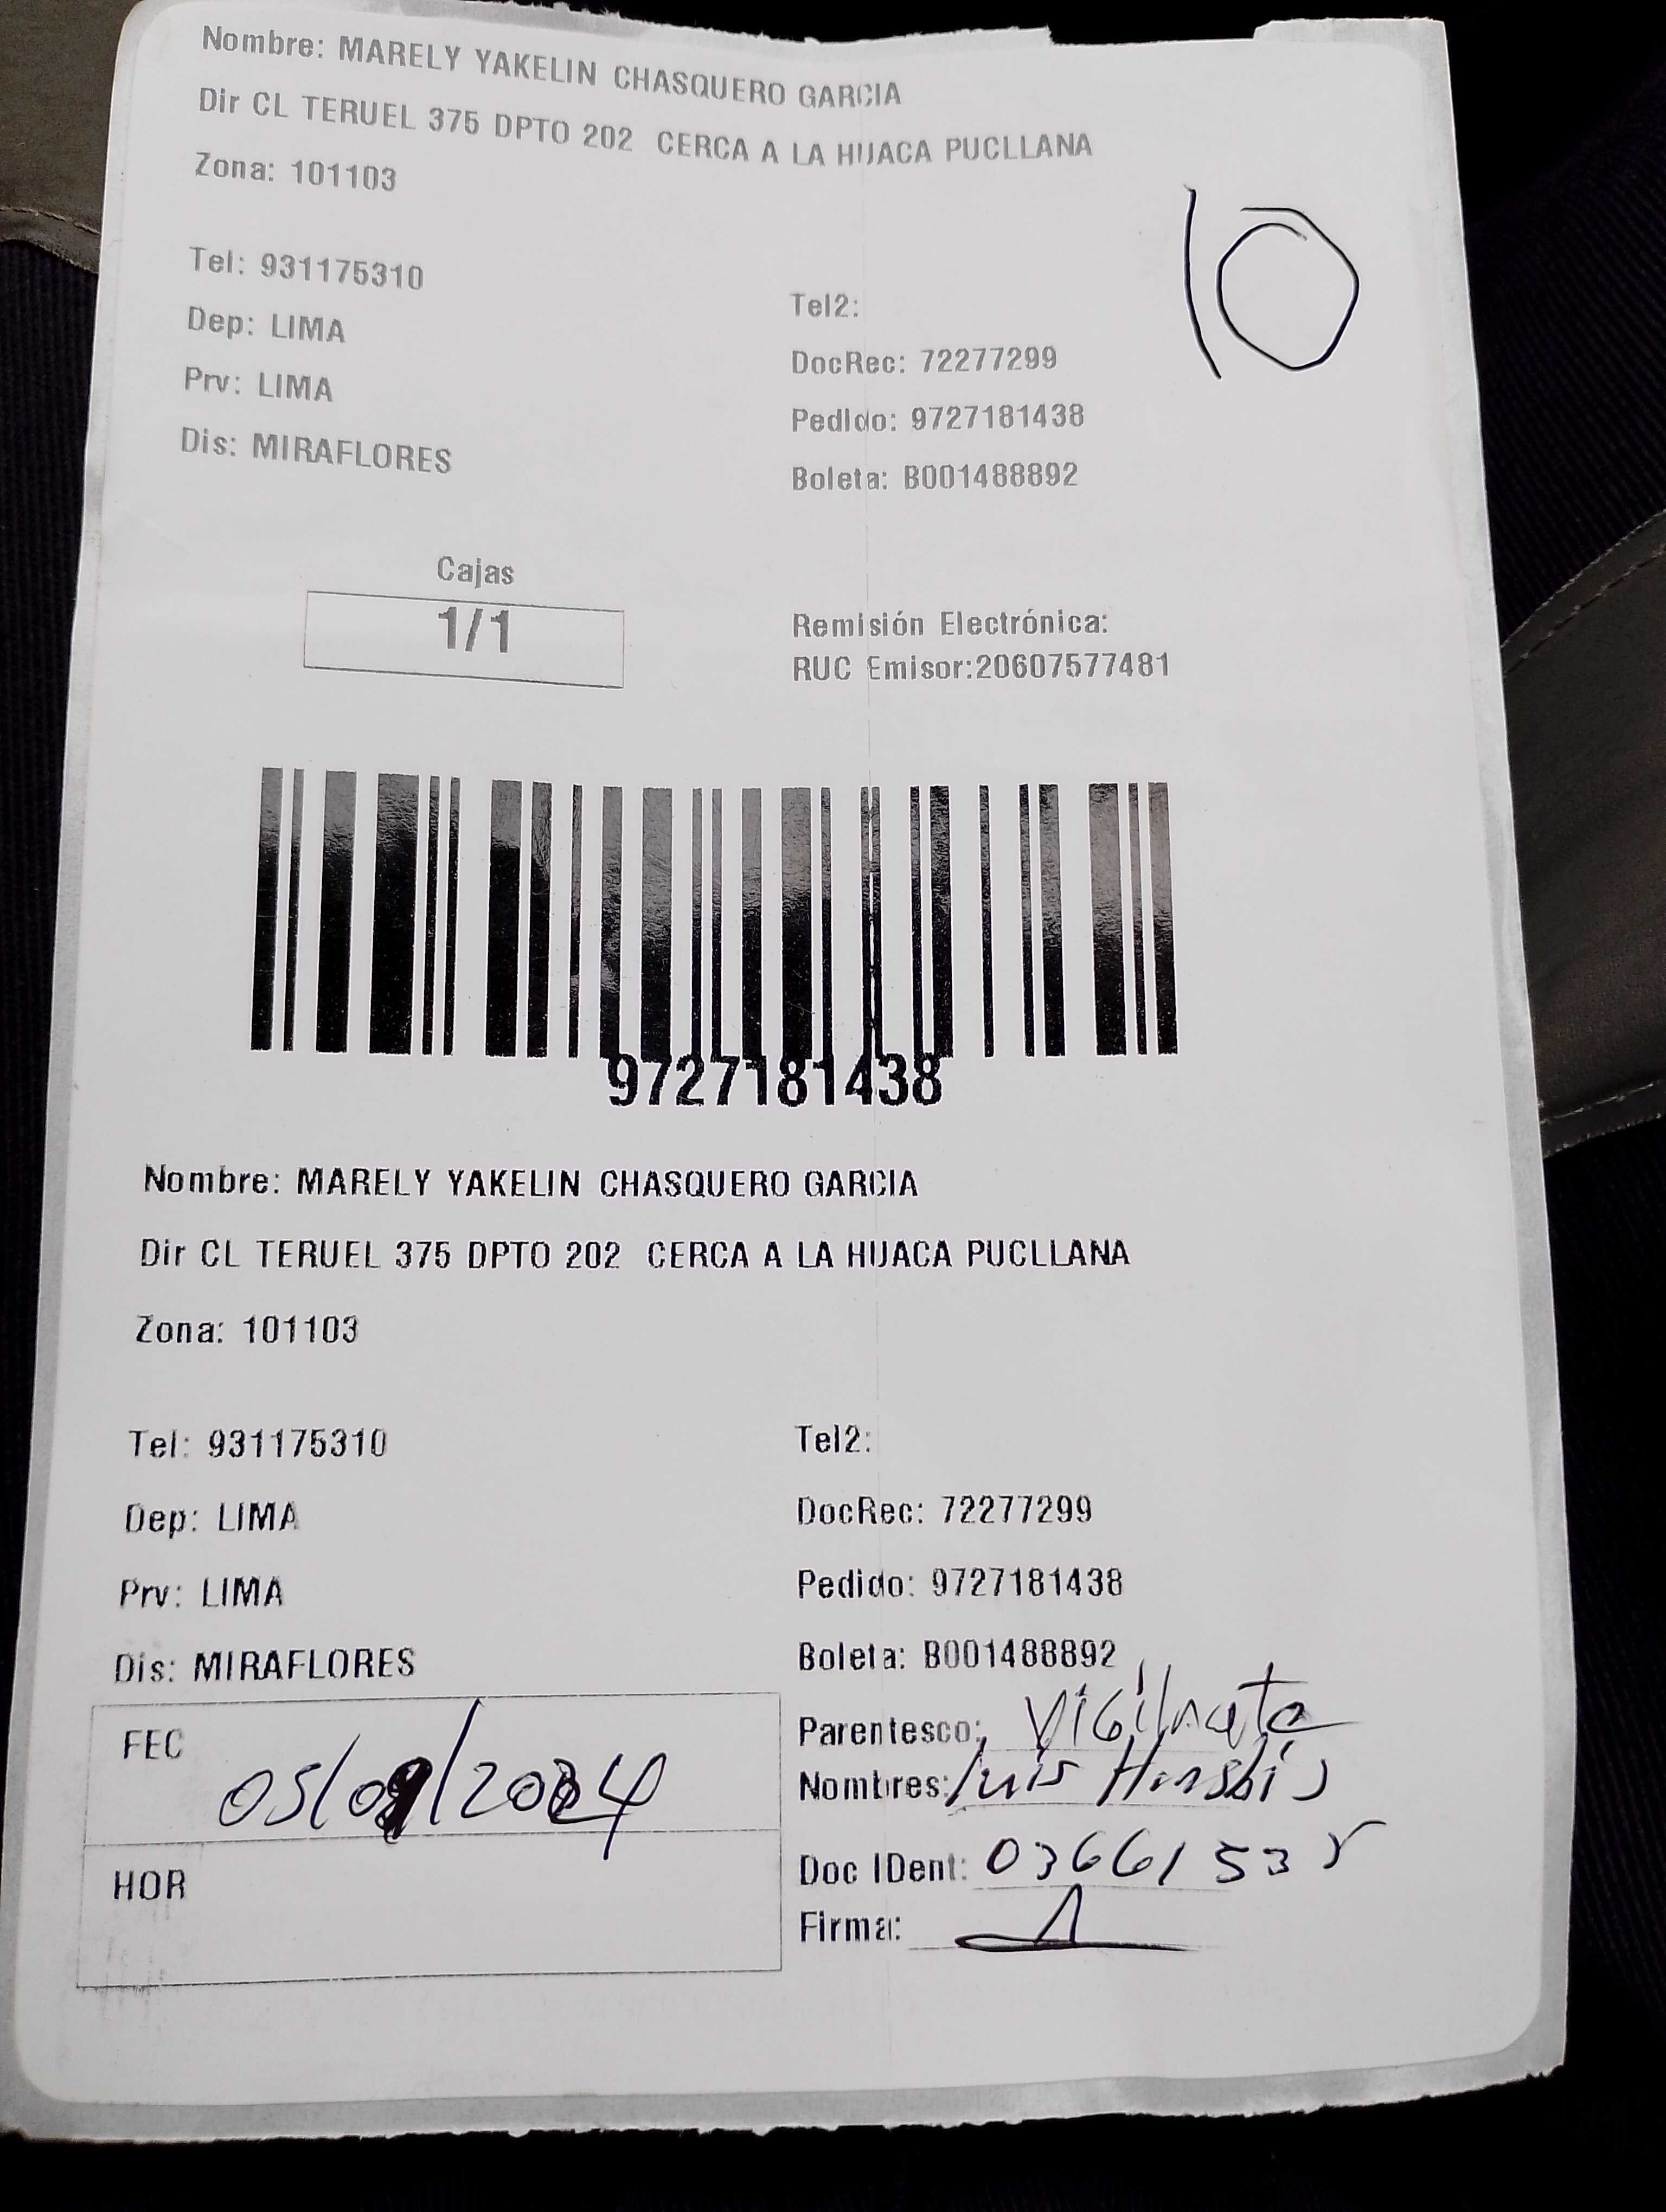 Nombre: MARELY YAKELIN CHASQUERO GARCIA
Dir CL TERUEL 375 DPTO 202 CERCA A LA HUACA PUCLLANA
Zona: 101103
10
Tel: 931175310
Tel2:
Dep: LIMA
DocRec: 72277299
Prv: LIMA
Pedido: 9727181438
Dis: MIRAFLORES
Boleta: B001488892
Cajas
1/1
Remisión Electrónica:
RUC Emisor:20607577481
9727181438
Nombre: MARELY YAKELIN CHASQUERO GARCIA
Dir CL TERUEL 375 DPTO 202 CERCA A LA HUACA PUCLLANA
Zona: 101103
Tel: 931175310
Tel2:
Dep: LIMA
DocRec: 72277299
Prv: LIMA
Pedido: 9727181438
Dis: MIRAFLORES
Boleta: B001488892
FEC 05/09/2024
Parentesco:
Nombres: Luis
HOR
Doc IDent:
Firma: